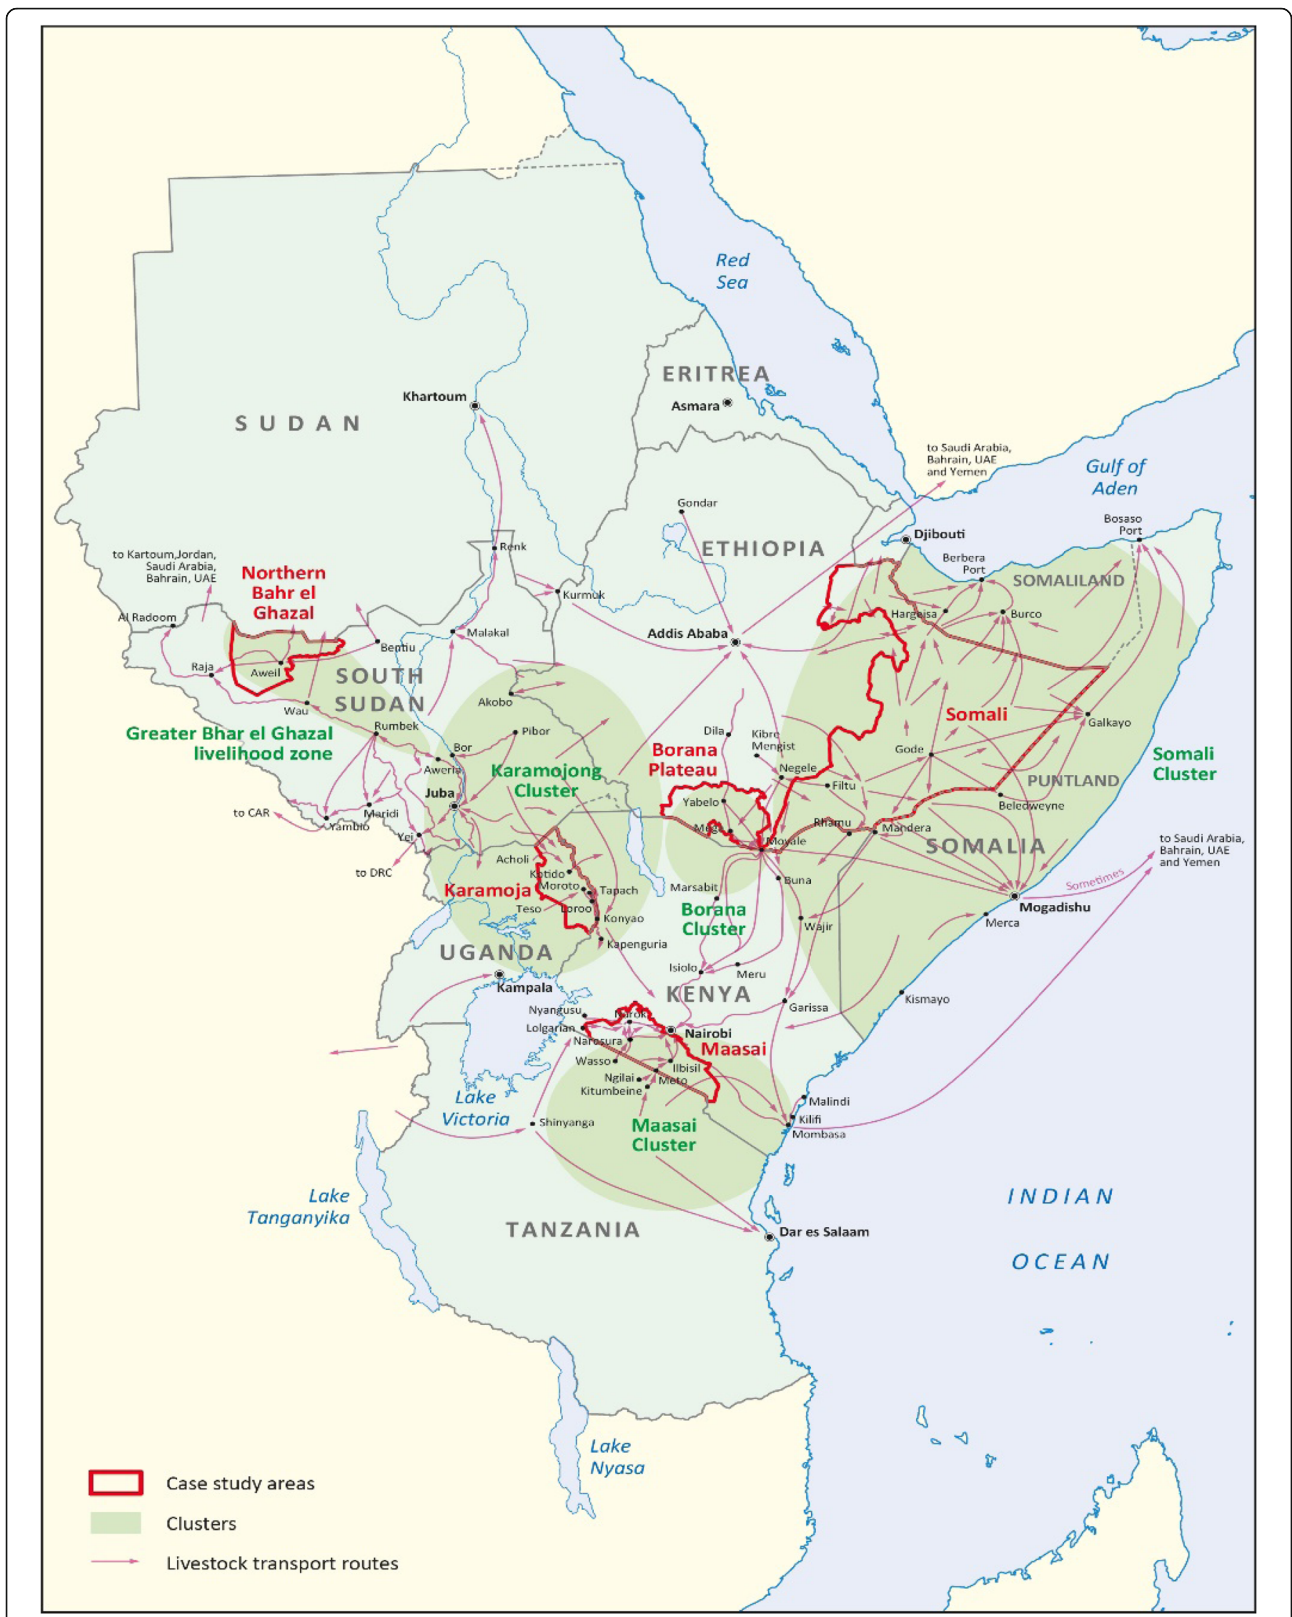 Red
Sea
ERITREA
Asmara
Khartoum
SUDAN
to Saudi Arabia,
Bahrain, UAE
and Yemen
Gulf of
Aden
Gondar
Bosaso
Port
ETHIOPIA
Djibouti
Renk
to Kartoum,Jordan,
Saudi Arabia,
Bahrain, UAE
Northern
Bahr el
Ghazal
Berbera
Port
SOMALILAND
Kurmuk
Al Radoom
Hargeisa
Burco
Malakal
Addis Ababa
Bentiu
Raja
Aweil
SOUTH
SUDAN
Akobo
Wau
Somali
Galkayo
Rumbek
Pibor
Dila
Kibre
Mengist
Greater Bhar el Ghazal
livelihood zone
Bor
Borana
Plateau
Gode
Somali
Cluster
Aweria
Karamojong
Cluster
Negele
PUNTLAND
Filtu
Juba
Yabelo
Beledweyne
to CAR
Maridi
Yambio
Mega
Rhamu
Mandera
Yei
Moyale
SOMALIA
to Saudi Arabia,
Bahrain, UAE
and Yemen
Acholi
to DRC
Kotido
Sometimes
Karamoja
Moroto
Tapach
Marsabit
Buna
Teso
Loroo
Borana
Cluster
Mogadishu
Konyao
Merca
Wajir
UGANDA
Kapenguria
Isiolo
Meru
Kampala
KENYA
Kismayo
Garissa
Nyangusu
Narok
Lolgarian
Nairobi
Narosura
Maasai
Wasso
Ilbisil
Ngilai
Meto
Kitumbeine
Lake
Victoria
Malindi
Kilifi
Shinyanga
Maasai
Cluster
Mombasa
Lake
Tanganyika
INDIAN
OCEAN
TANZANIA
Dar es Salaam
Lake
Nyasa
Case study areas
Clusters
Livestock transport routes